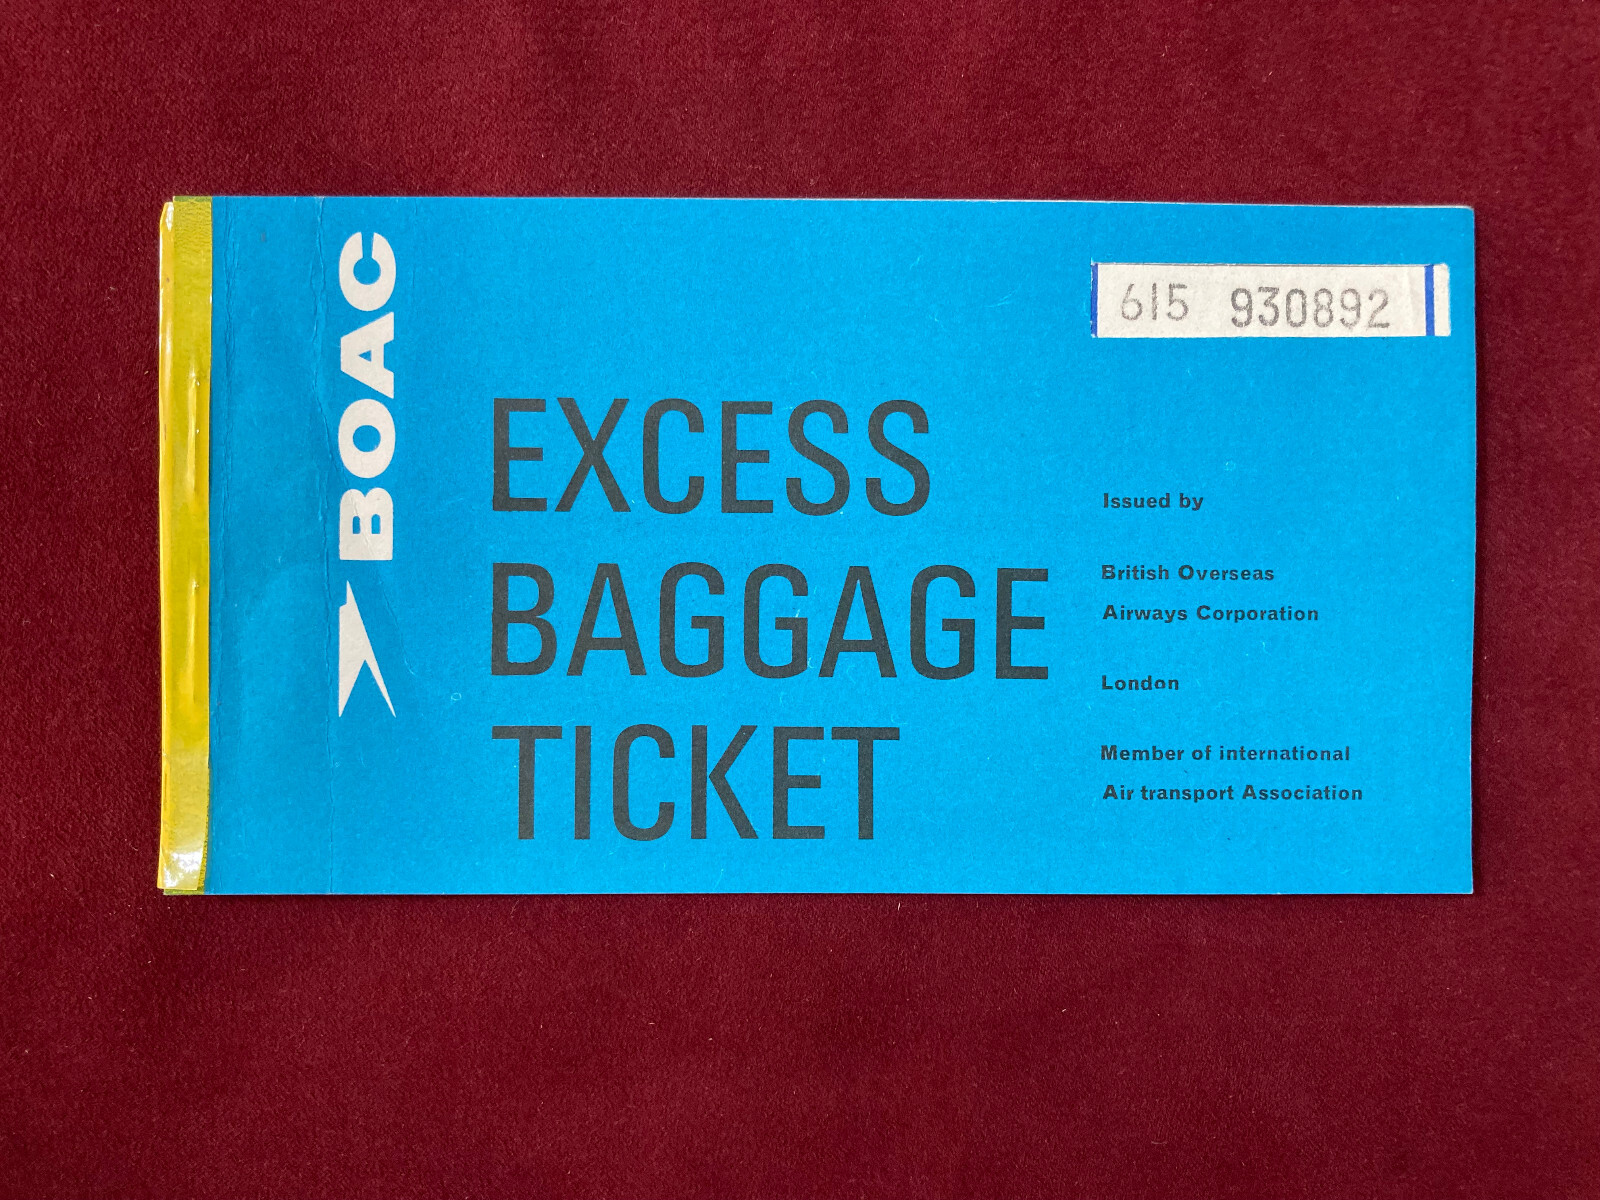 BOAC
615 930892
EXCESS
BAGGAGE
TICKET
Issued by
British Overseas
Airways Corporation
London
Member of international
Air transport Association